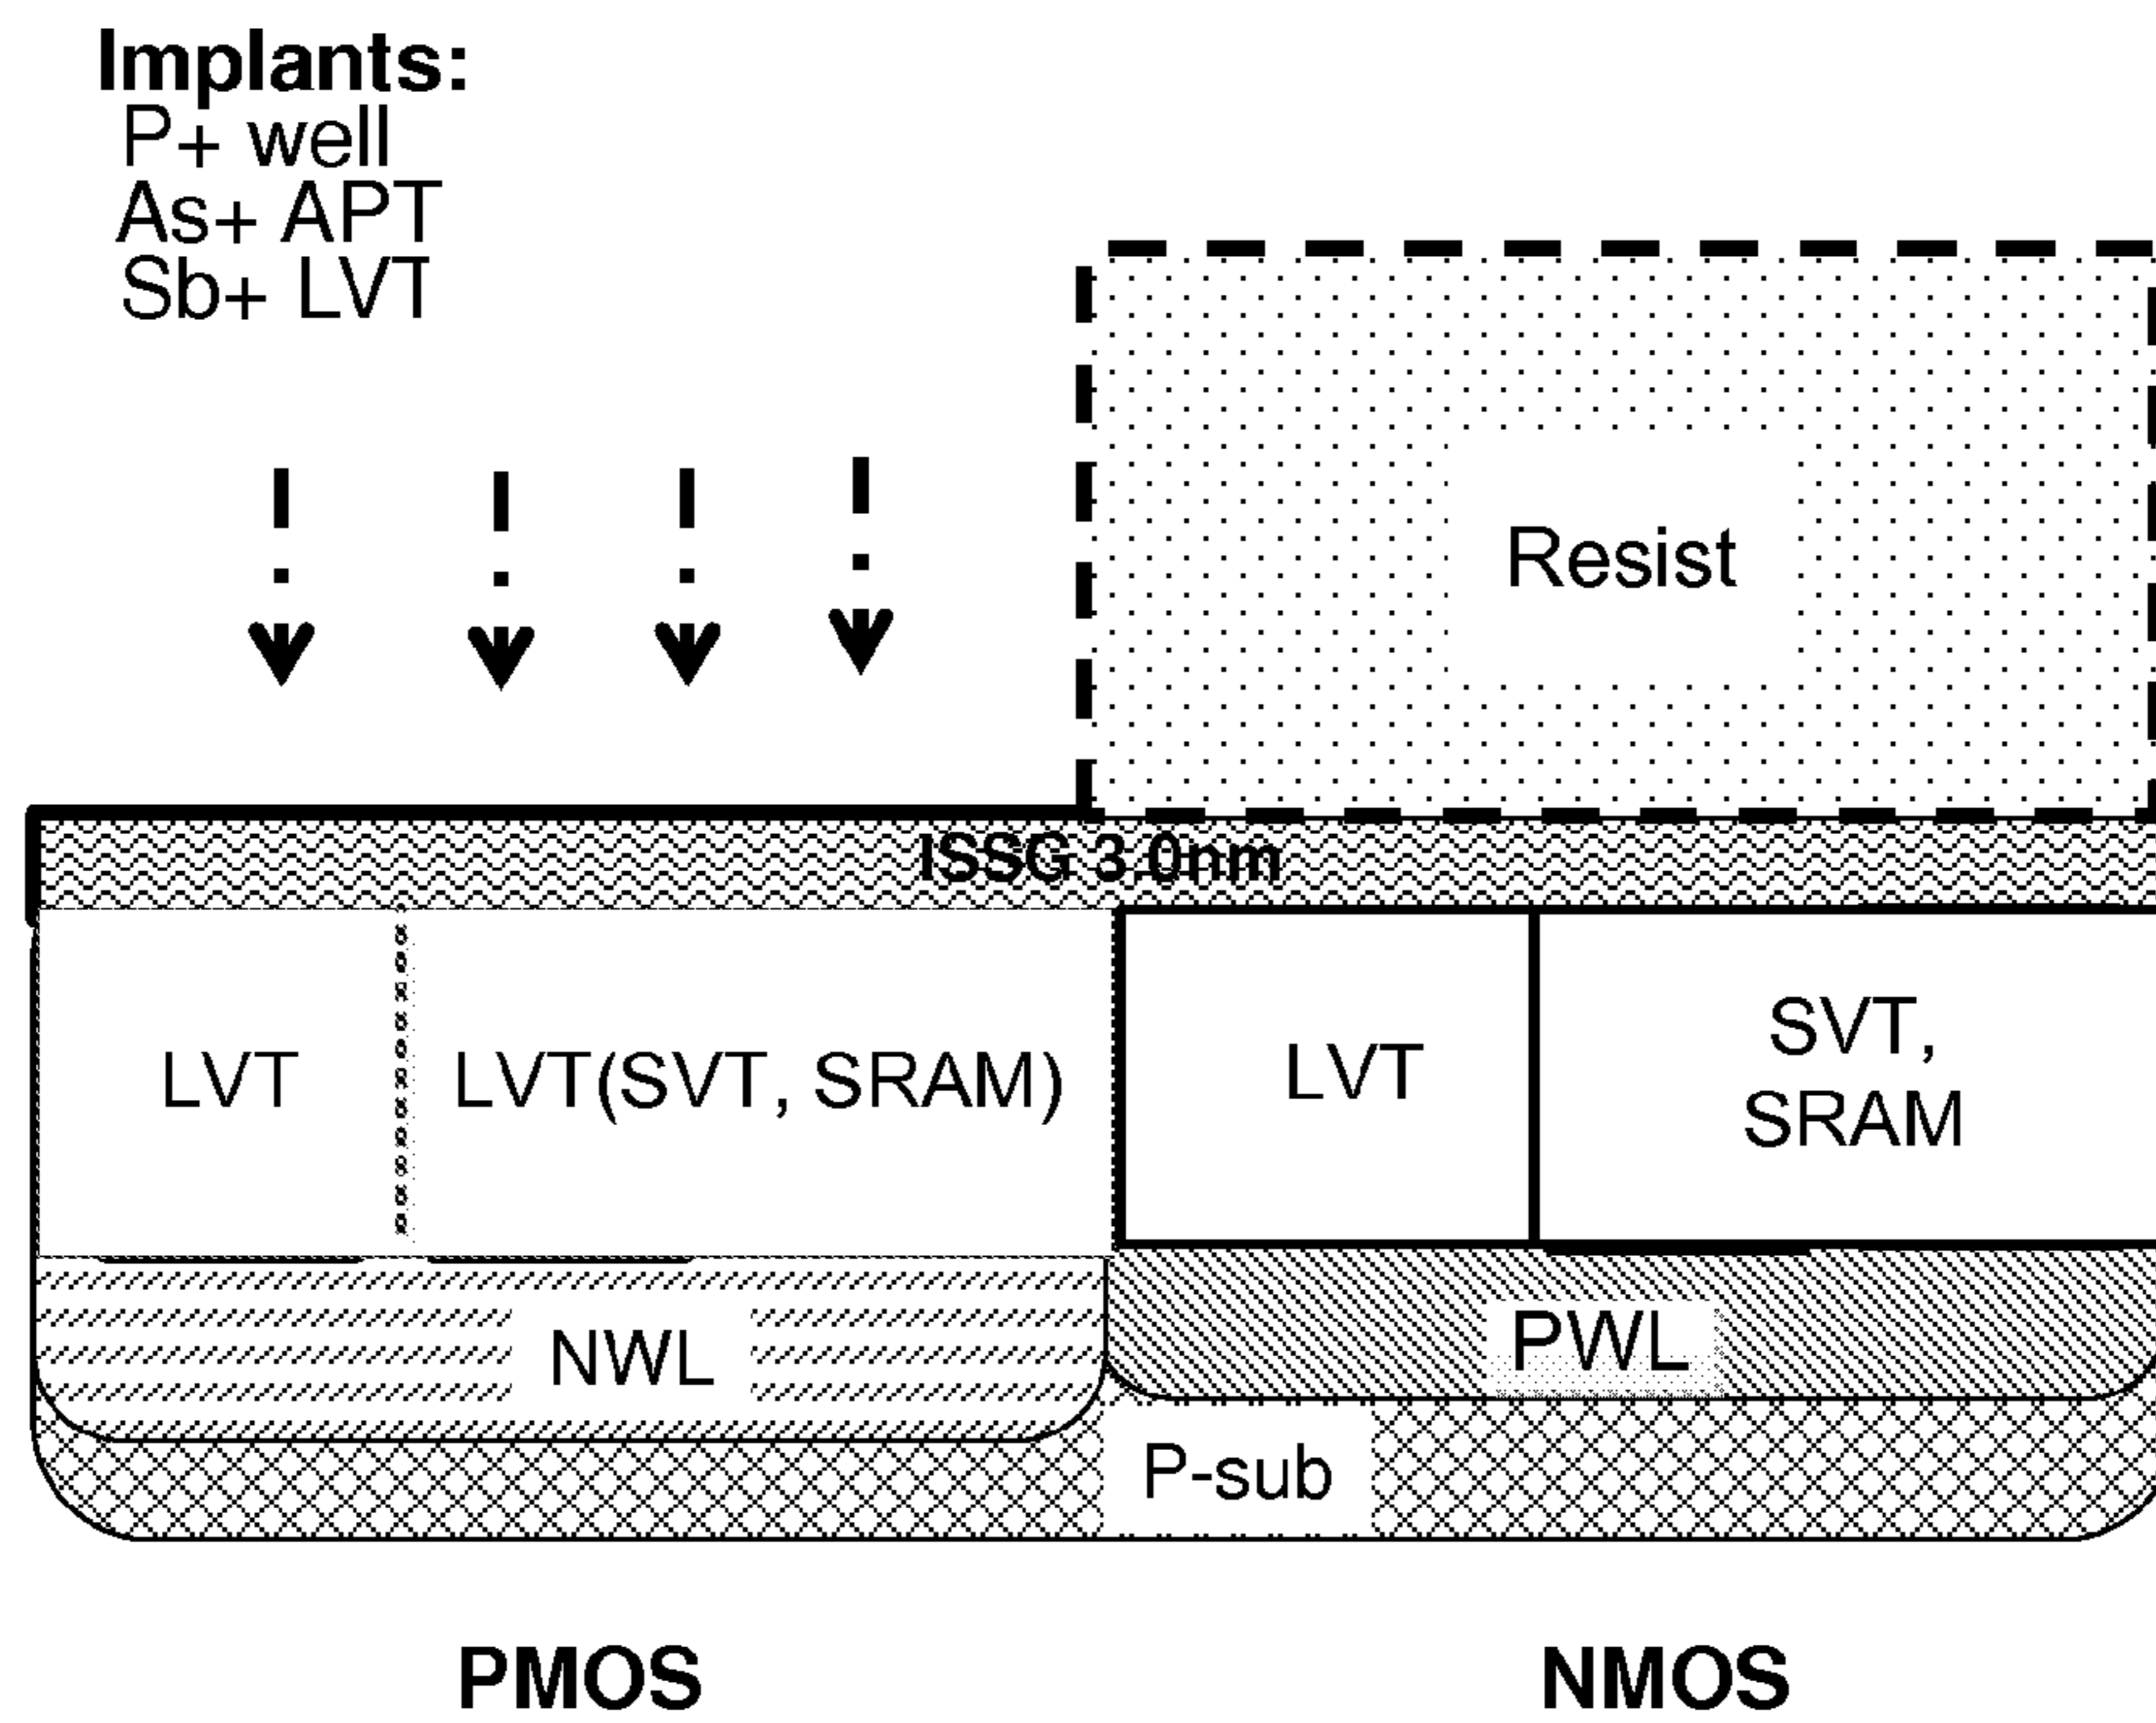 Implants:
P+ well
As+ APT
Sb+ LVT
Resist
ISSG 3.0nm
LVT
LVT(SVT, SRAM)
LVT
SVT,
SRAM
NWL
PWL
P-sub
PMOS
NMOS